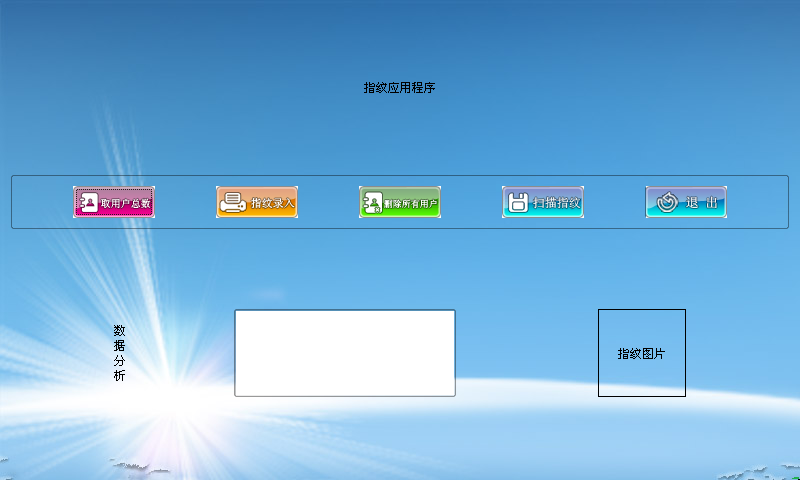 指纹应用程序
取用户总数
指纹录入
删除所有用户
扫描指纹
退 出
数
据
分
析
指纹图片